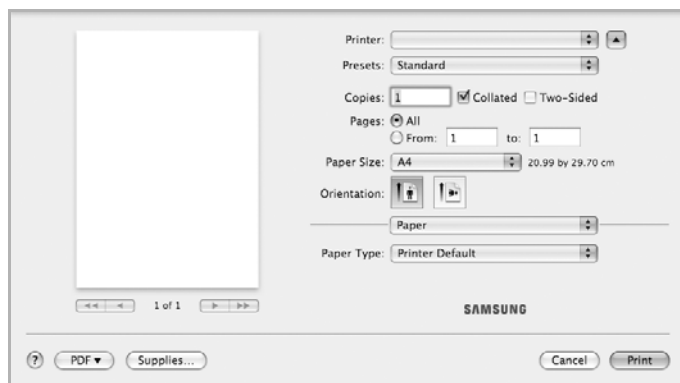 Printer:
Presets: Standard
Copies: 1 Collated Two-Sided
Pages: All
From: 1 to: 1
Paper Size: A4 20.99 by 29.70 cm
Orientation:
Paper
Paper Type: Printer Default
1 of 1
SAMSUNG
? PDF Supplies... Cancel Print